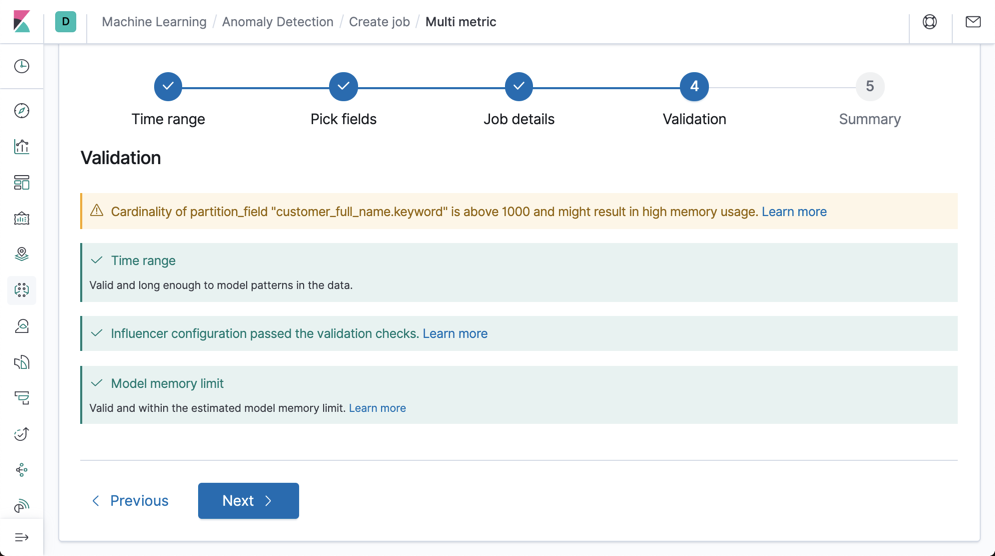 D
Machine Learning / Anomaly Detection / Create job / Multi metric
4
5
Time range
Pick fields
Job details
Validation
Summary
Validation
Cardinality of partition_field "customer_full_name.keyword" is above 1000 and might result in high memory usage. Learn more
Time range
Valid and long enough to model patterns in the data.
Influencer configuration passed the validation checks. Learn more
Model memory limit
Valid and within the estimated model memory limit. Learn more
Previous
Next